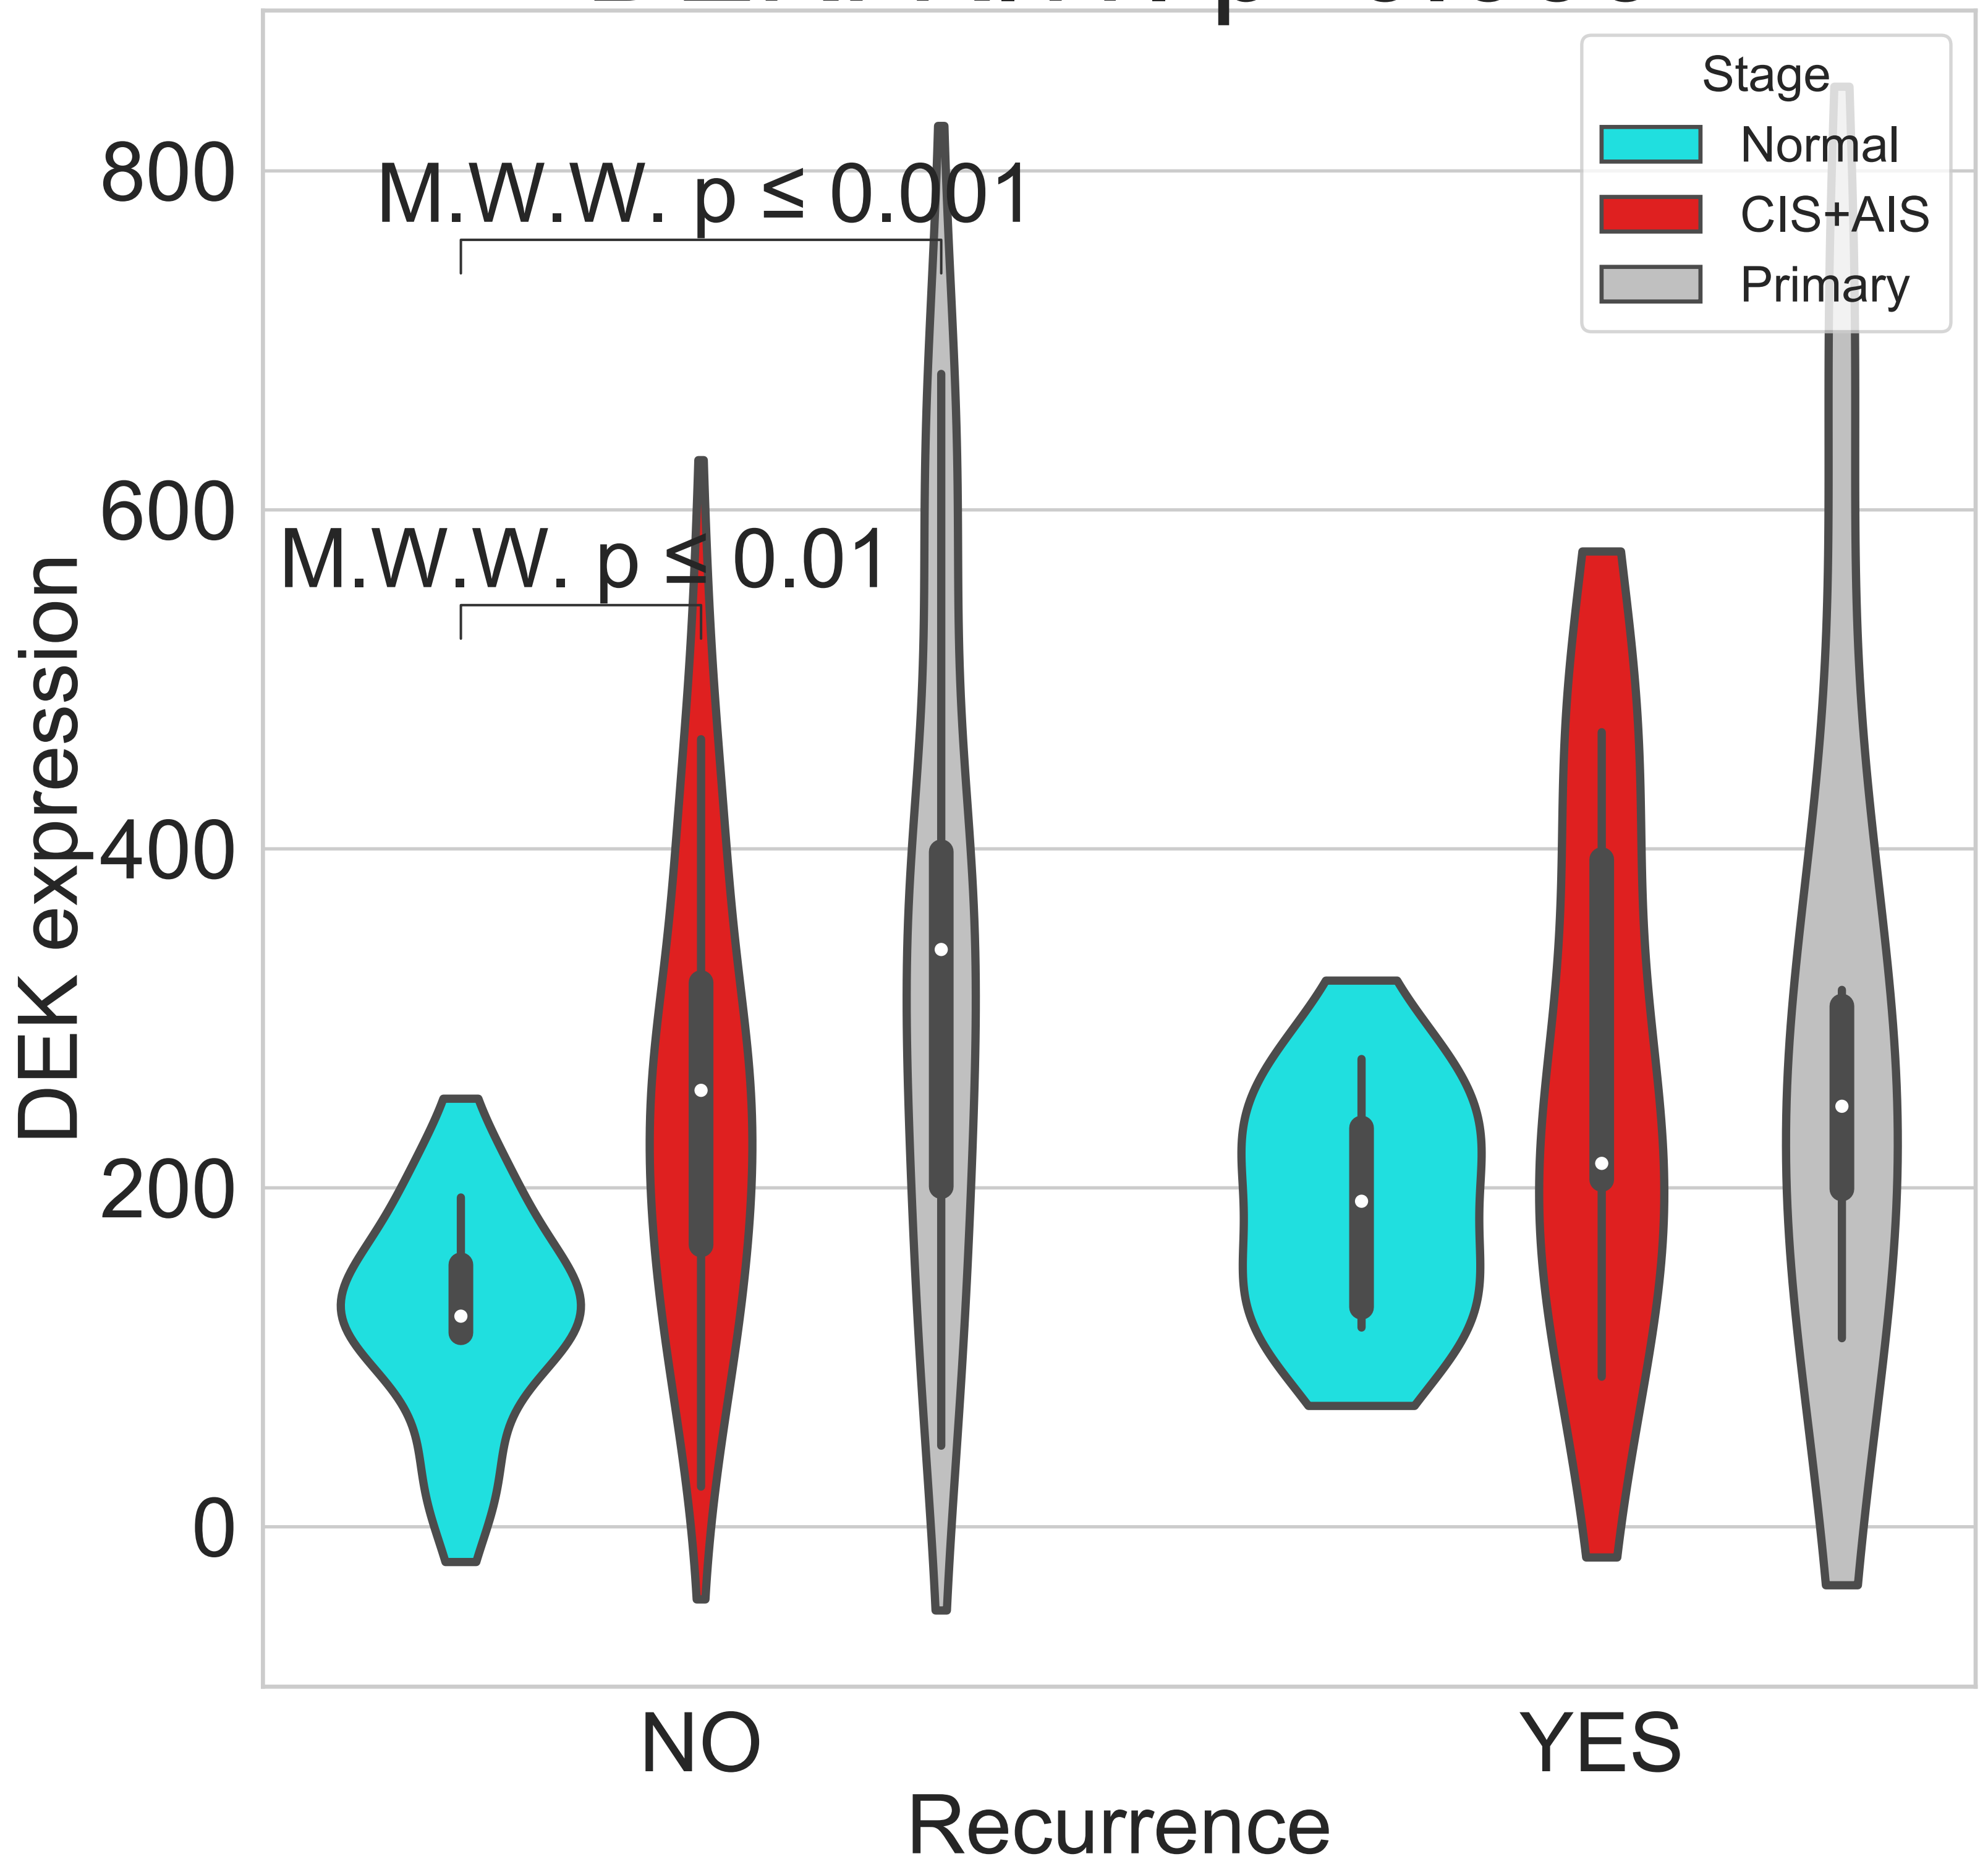 Stage
Normal
CIS+AIS
Primary
M.W.W. p ≤ 0.001
M.W.W. p ≤ 0.01
800
600
400
200
0
DEK expression
NO
YES
Recurrence